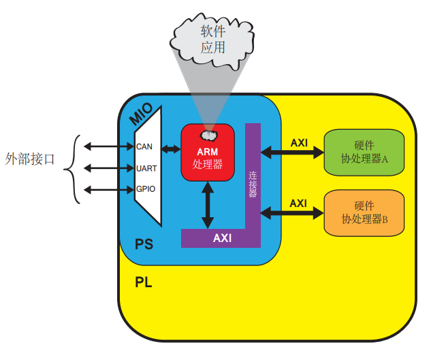 软件
应用
MIO
CAN
UART
GPIO
外部接口
ARM
处理器
连接器
AXI
AXI
硬件
协处理器A
AXI
硬件
协处理器B
PS
PL